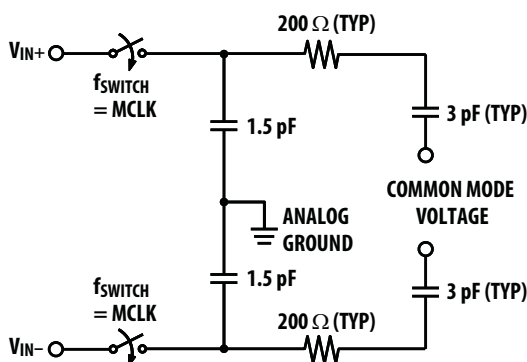 200 Ω (TYP)
VIN+
fSWITCH
= MCLK
3 pF (TYP)
1.5 pF
COMMON MODE
VOLTAGE
ANALOG
GROUND
fSWITCH
= MCLK
1.5 pF
3 pF (TYP)
200 Ω (TYP)
VIN−